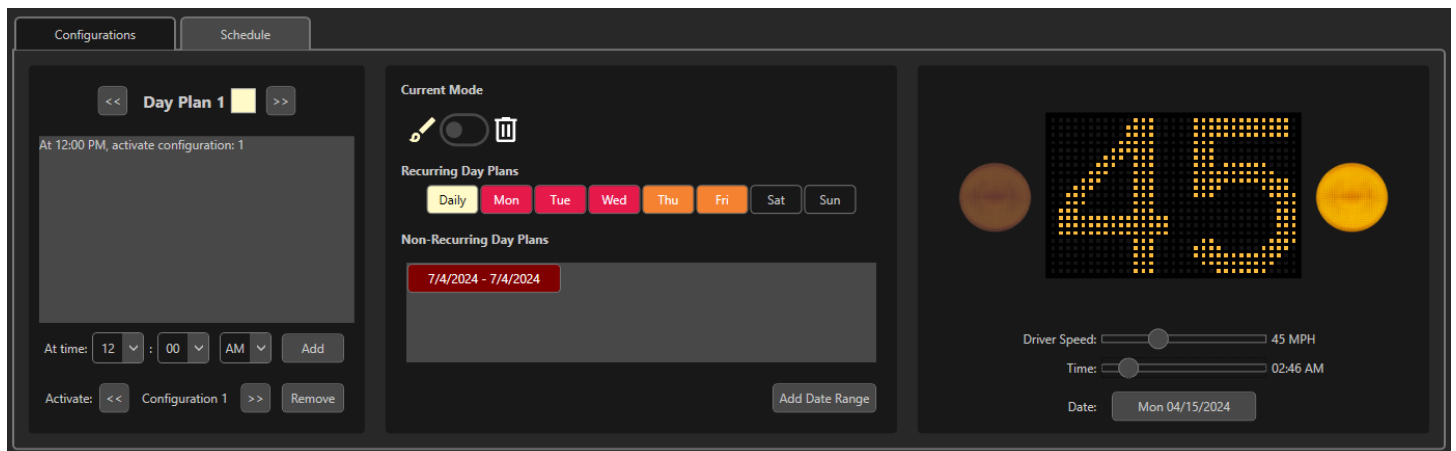 Configurations
Schedule
<< Day Plan 1 >>
At 12:00 PM, activate configuration: 1
At time: 12 : 00 AM Add
Activate: << Configuration 1 >> Remove
Current Mode
Recurring Day Plans
Daily Mon Tue Wed Thu Fri Sat Sun
Non-Recurring Day Plans
7/4/2024 - 7/4/2024
Add Date Range
45
Driver Speed: 45 MPH
Time: 02:46 AM
Date: Mon 04/15/2024